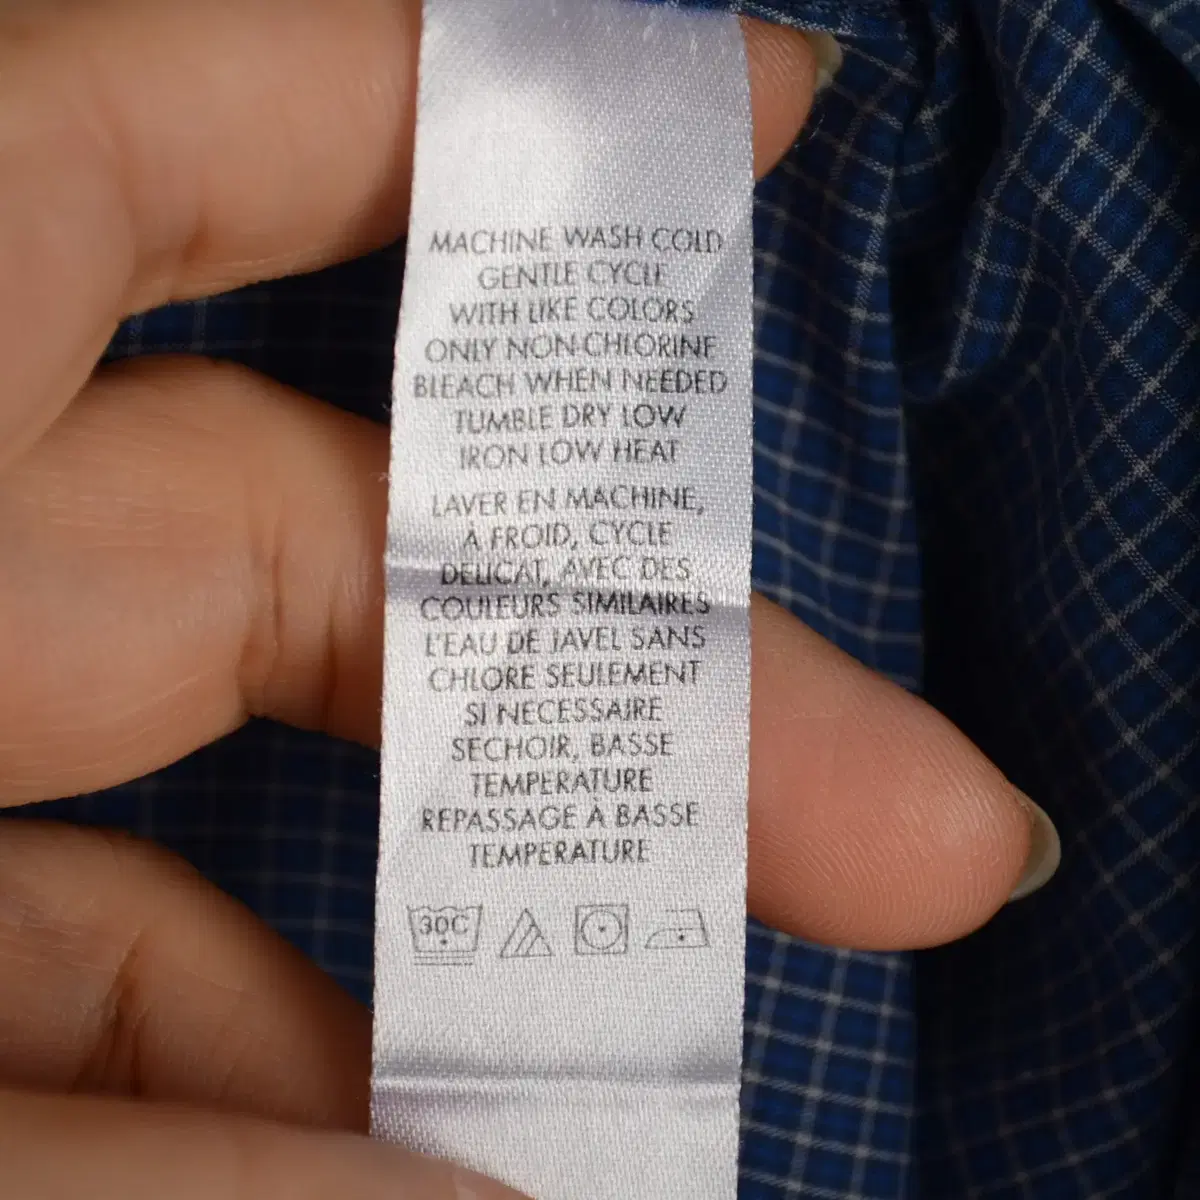 MACHINE WASH COLD
GENTLE CYCLE
WITH LIKE COLORS
ONLY NON-CHLORINE
BLEACH WHEN NEEDED
TUMBLE DRY LOW
IRON LOW HEAT
LAVER EN MACHINE,
À FROID, CYCLE
DELICAT, AVEC DES
COULEURS SIMILAIRES
L'EAU DE JAVEL SANS
CHLORE SEULEMENT
SI NECESSAIRE
SECHOIR, BASSE
TEMPERATURE
REPASSAGE À BASSE
TEMPERATURE
30C